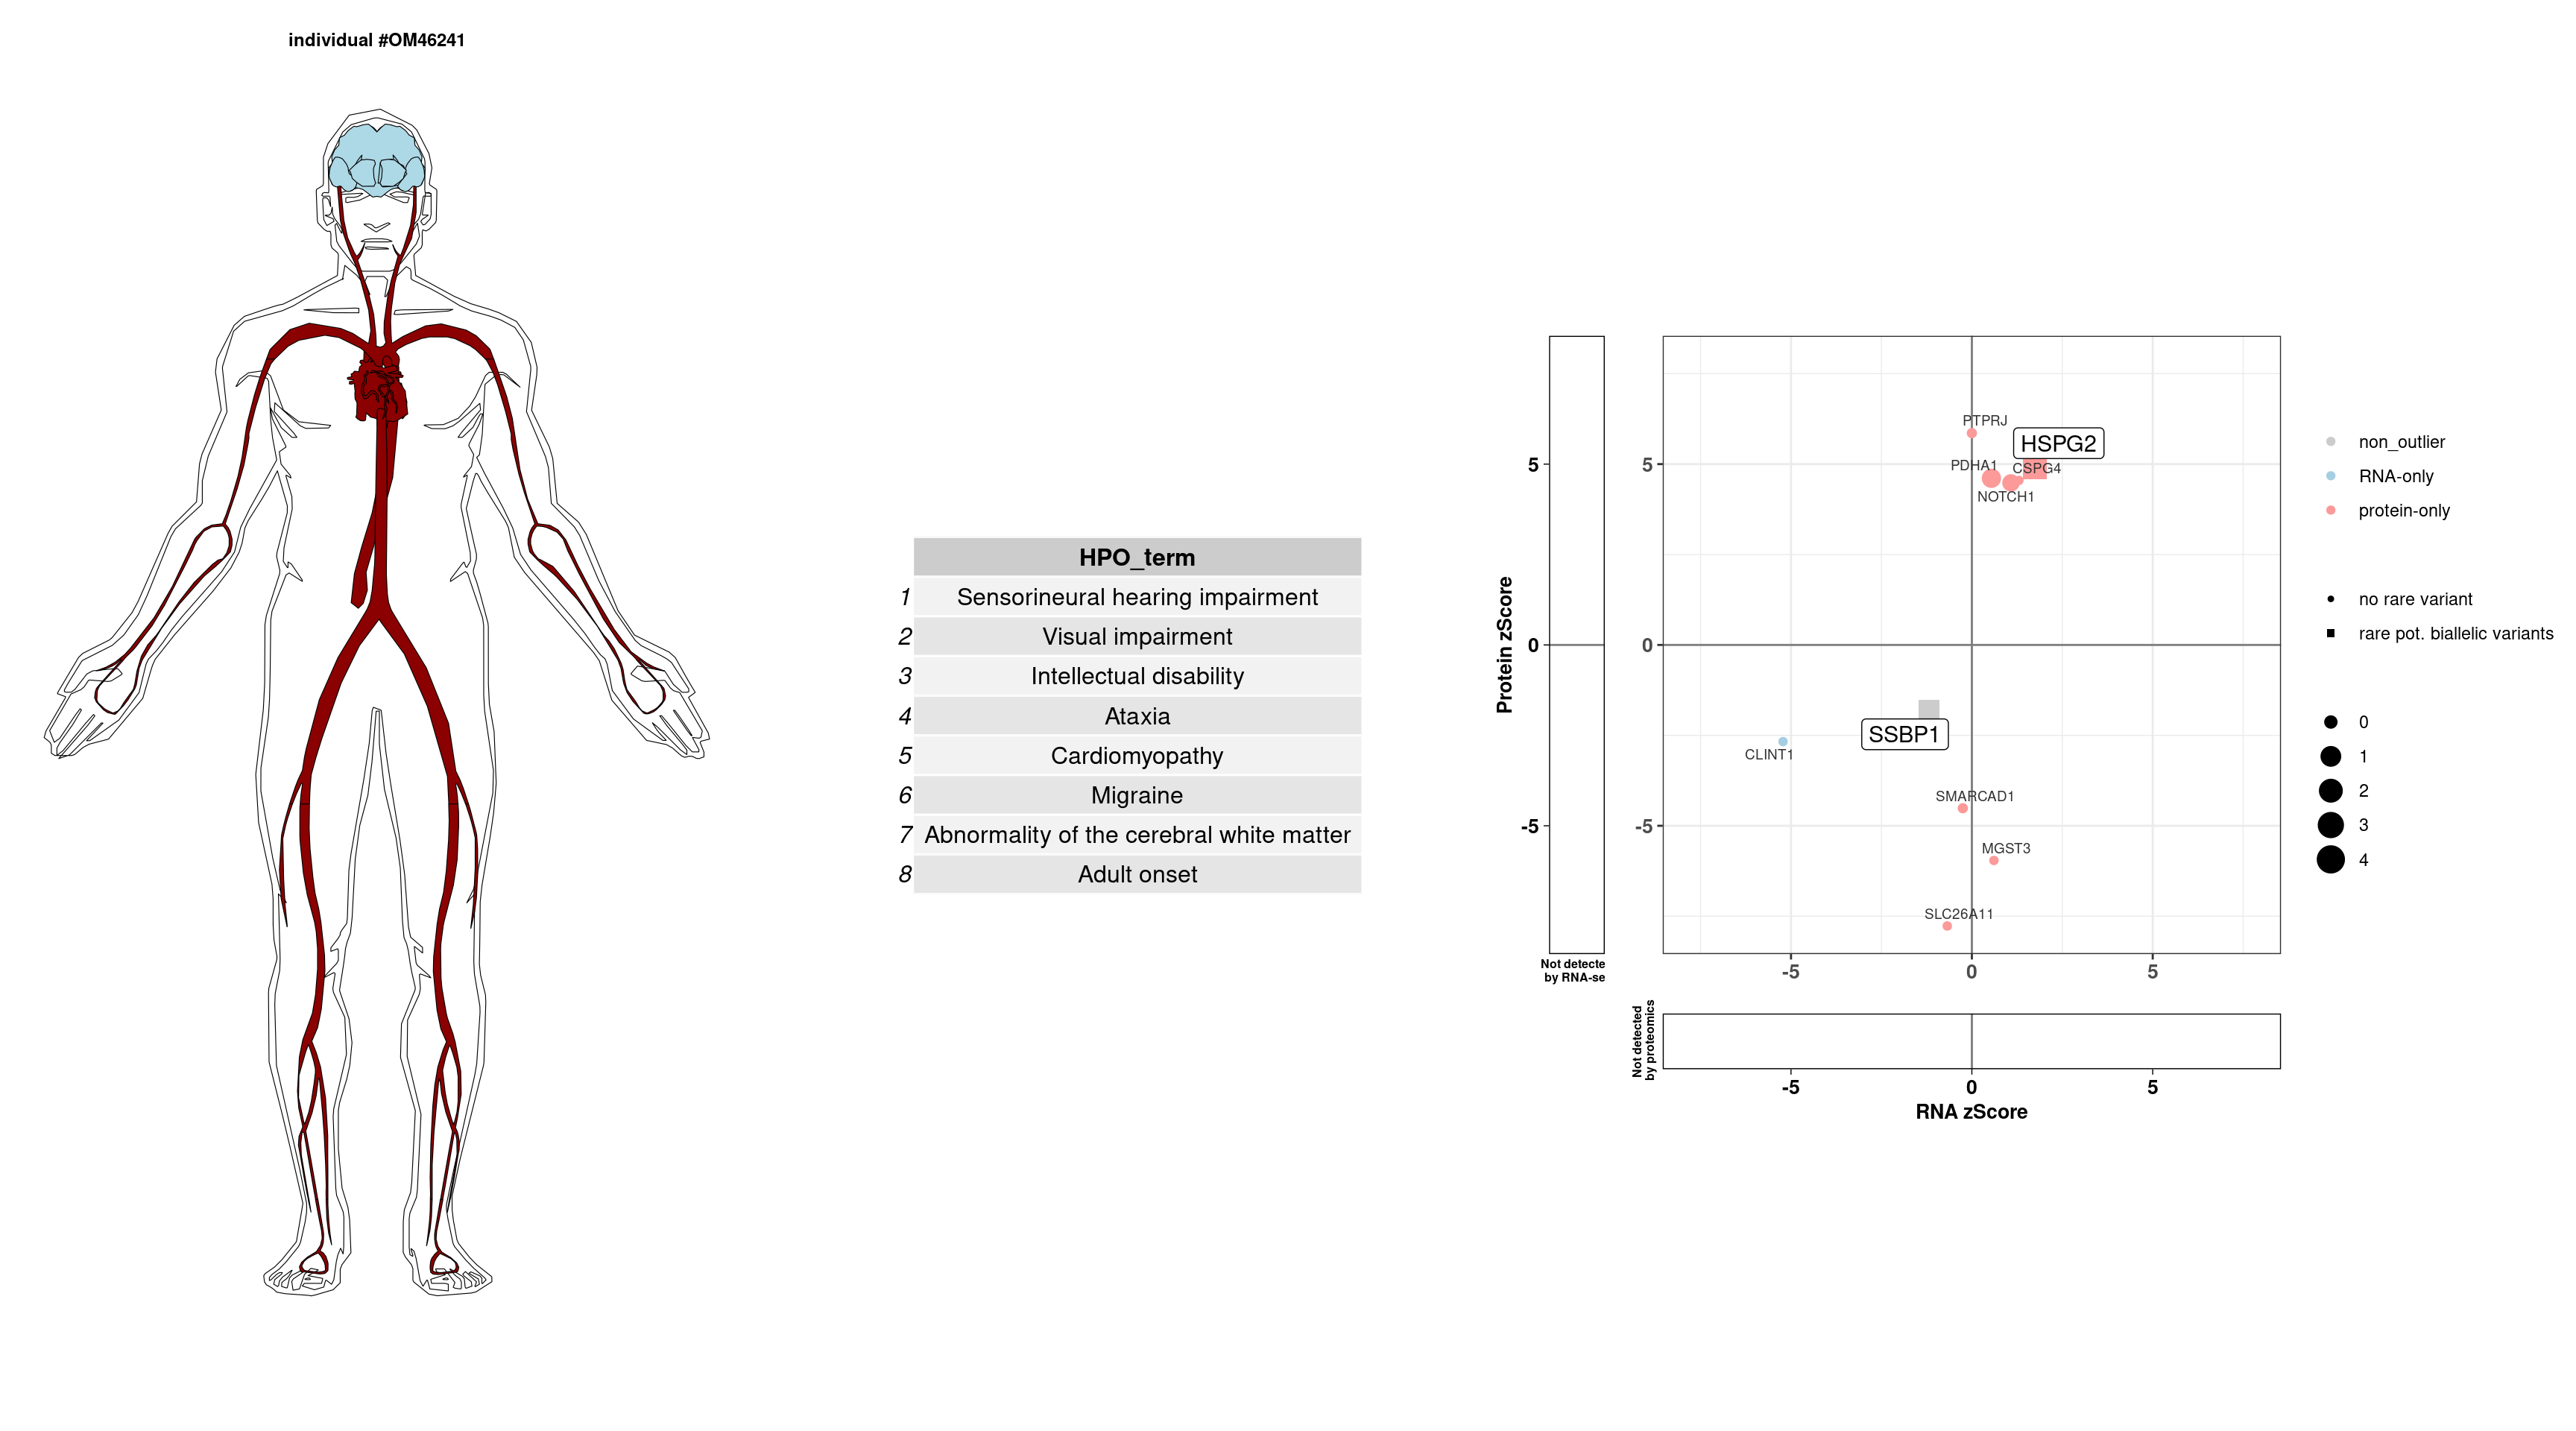 individual #OM46241
HPO_term
1 Sensorineural hearing impairment
2 Visual impairment
3 Intellectual disability
4 Ataxia
5 Cardiomyopathy
6 Migraine
7 Abnormality of the cerebral white matter
8 Adult onset
Protein zScore
5
0
-5
Not detecte
by RNA-se
5
0
-5
PTPRJ
HSPG2
PDHA1
CSPG4
NOTCH1
SSBP1
CLINT1
SMARCAD1
MGST3
SLC26A11
-5 0 5
Not detected
by proteomics
-5 0 5
RNA zScore
non_outlier
RNA-only
protein-only
no rare variant
rare pot. biallelic variants
0
1
2
3
4